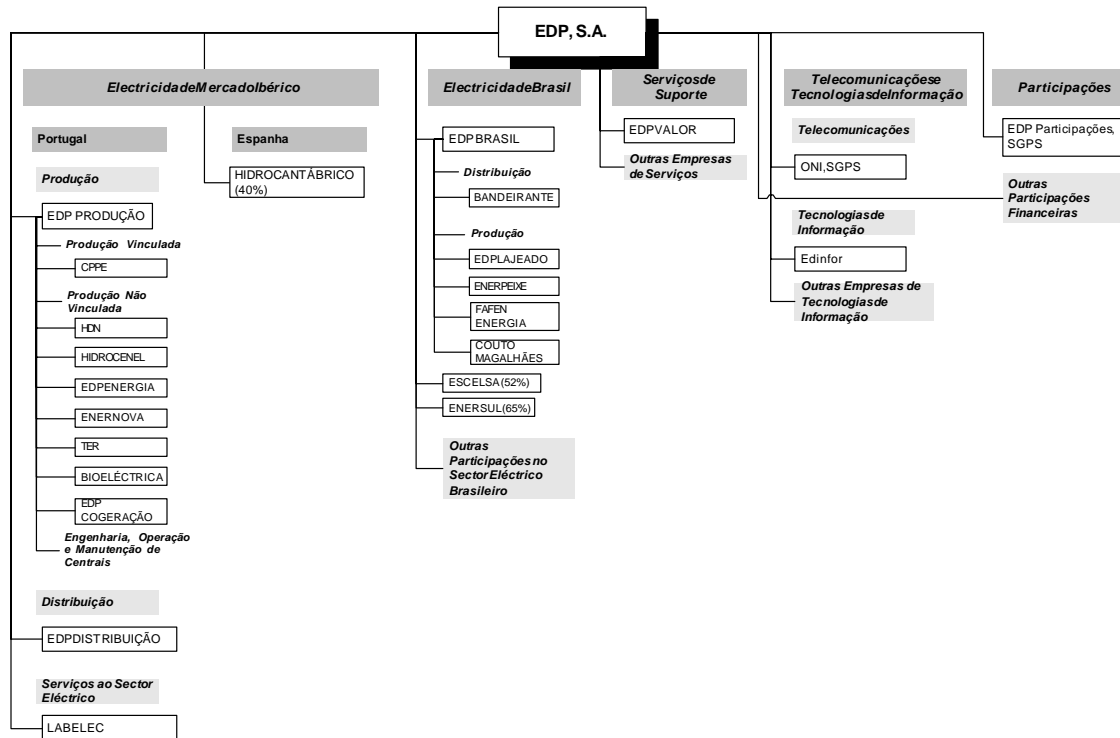 EDP, S.A.
ElectricidadeMercadoIbérico
Portugal
Produção
EDP PRODUÇÃO
Produção Vinculada
CPPE
Produção Não
Vinculada
HDN
HIDROCENEL
EDPENERGIA
ENERNOVA
TER
BIOELÉCTRICA
EDP
COGERAÇÃO
Engenharia, Operação
e Manutenção de
Centrais
Distribuição
EDPDISTRIBUIÇÃO
Serviços ao Sector
Eléctrico
LABELEC
Espanha
HIDROCANTÁBRICO
(40%)
ElectricidadeBrasil
EDPBRASIL
Distribuição
BANDEIRANTE
Produção
EDPLAJEADO
ENERPEIXE
FAFEN
ENERGIA
COUTO
MAGALHÃES
ESCELSA(52%)
ENERSUL(65%)
Outras
Participaçõesno
SectorEléctrico
Brasileiro
Serviçosde
Suporte
EDPVALOR
Outras Empresas
deServiços
Telecomunicaçõese
TecnologiasdeInformação
Telecomunicações
ONI,SGPS
Tecnologiasde
Informação
Edinfor
Outras Empresas de
Tecnologiasde
Informação
Participações
EDP Participações,
SGPS
Outras
Participações
Financeiras